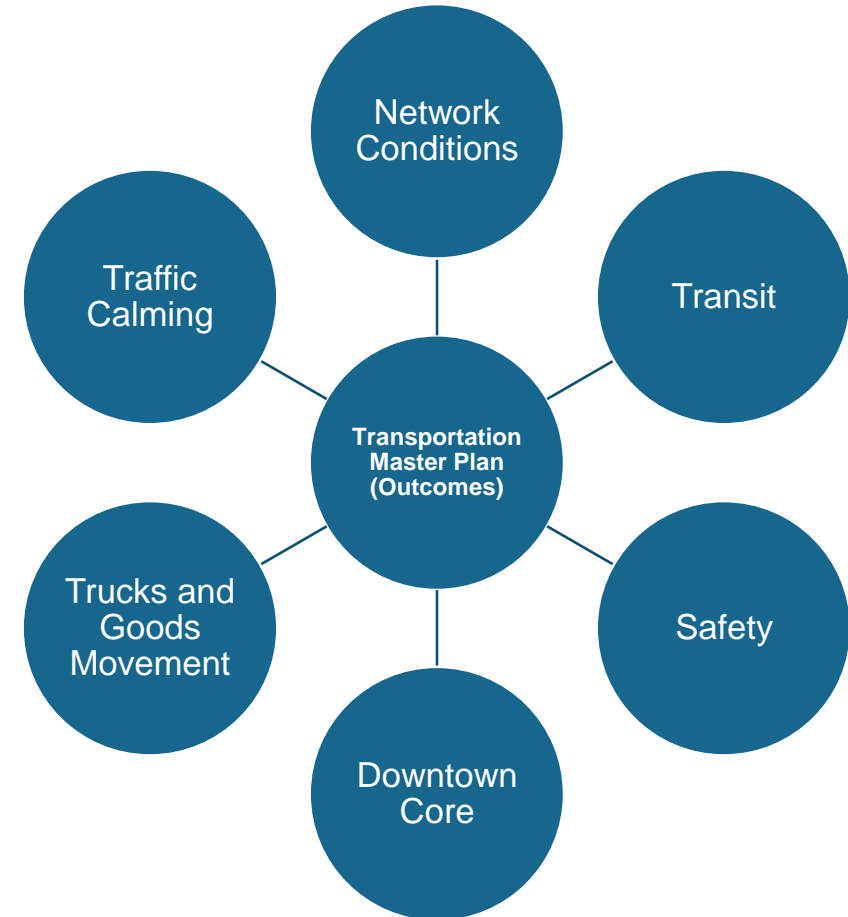 Network
Conditions
Traffic
Calming
Transit
Transportation
Master Plan
(Outcomes)
Trucks and
Goods
Movement
Safety
Downtown
Core